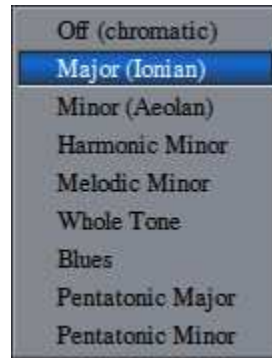 Off (chromatic)
Major (Ionian)
Minor (Aeolan)
Harmonic Minor
Melodic Minor
Whole Tone
Blues
Pentatonic Major
Pentatonic Minor